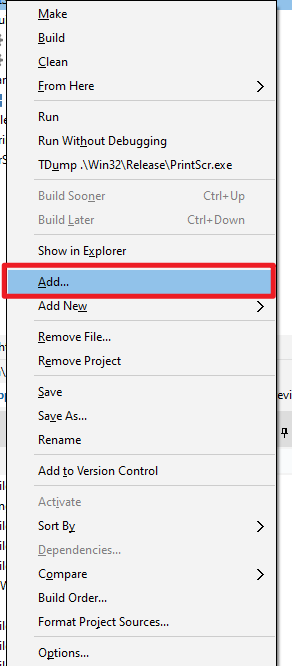 Make
Build
Clean
From Here
Run
Run Without Debugging
TDump .\Win32\Release\PrintScr.exe
Build Sooner Ctrl+Up
Build Later Ctrl+Down
Show in Explorer
Add...
Add New
Remove File...
Remove Project
Save
Save As...
Rename
Add to Version Control
Activate
Sort By
Dependencies...
Compare
Build Order...
Format Project Sources...
Options...